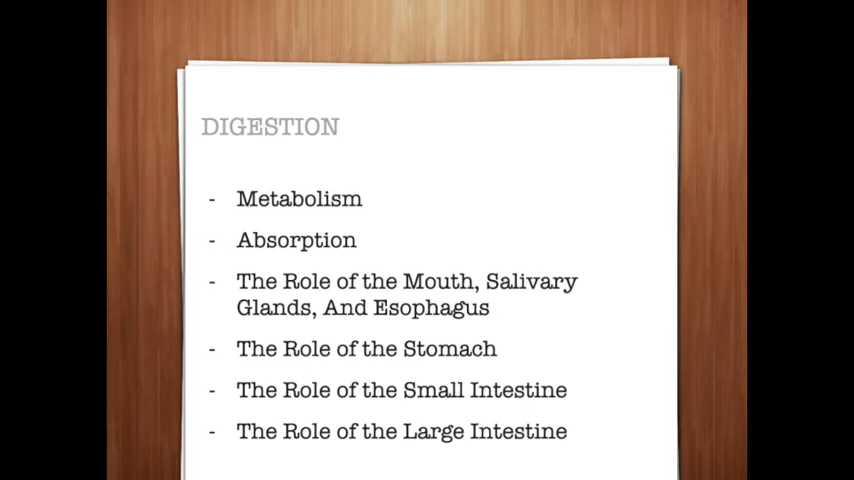 DIGESTION
- Metabolism
- Absorption
- The Role of the Mouth, Salivary
Glands, And Esophagus
- The Role of the Stomach
- The Role of the Small Intestine
- The Role of the Large Intestine